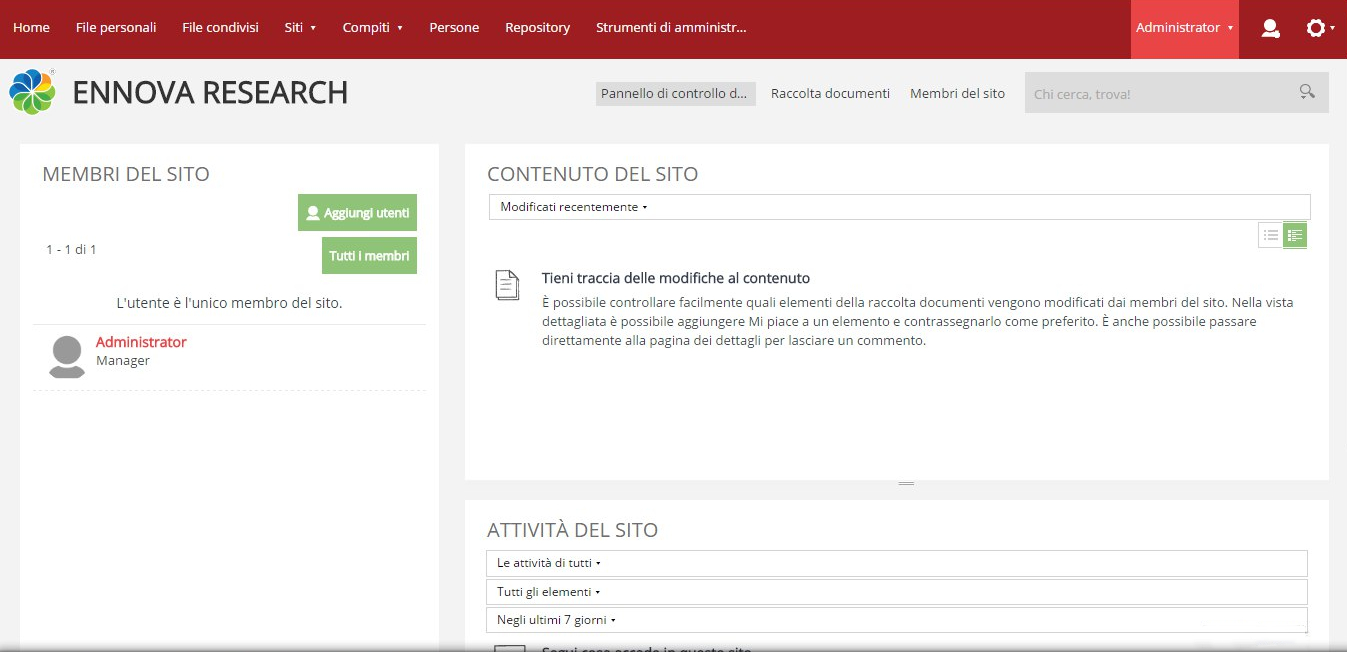 Home File personali File condivisi Siti Compiti Persone Repository Strumenti di amministr... Administrator
ENNOVA RESEARCH
Pannello di controllo d... Raccolta documenti Membri del sito Chi cerca, trova!
MEMBRI DEL SITO
Aggiungi utenti
1 - 1 di 1
Tutti i membri
L'utente è l'unico membro del sito.
Administrator
Manager
CONTENUTO DEL SITO
Modificati recentemente
Tieni traccia delle modifiche al contenuto
È possibile controllare facilmente quali elementi della raccolta documenti vengono modificati dai membri del sito. Nella vista
dettagliata è possibile aggiungere Mi piace a un elemento e contrassegnarlo come preferito. È anche possibile passare
direttamente alla pagina dei dettagli per lasciare un commento.
ATTIVITÀ DEL SITO
Le attività di tutti
Tutti gli elementi
Negli ultimi 7 giorni